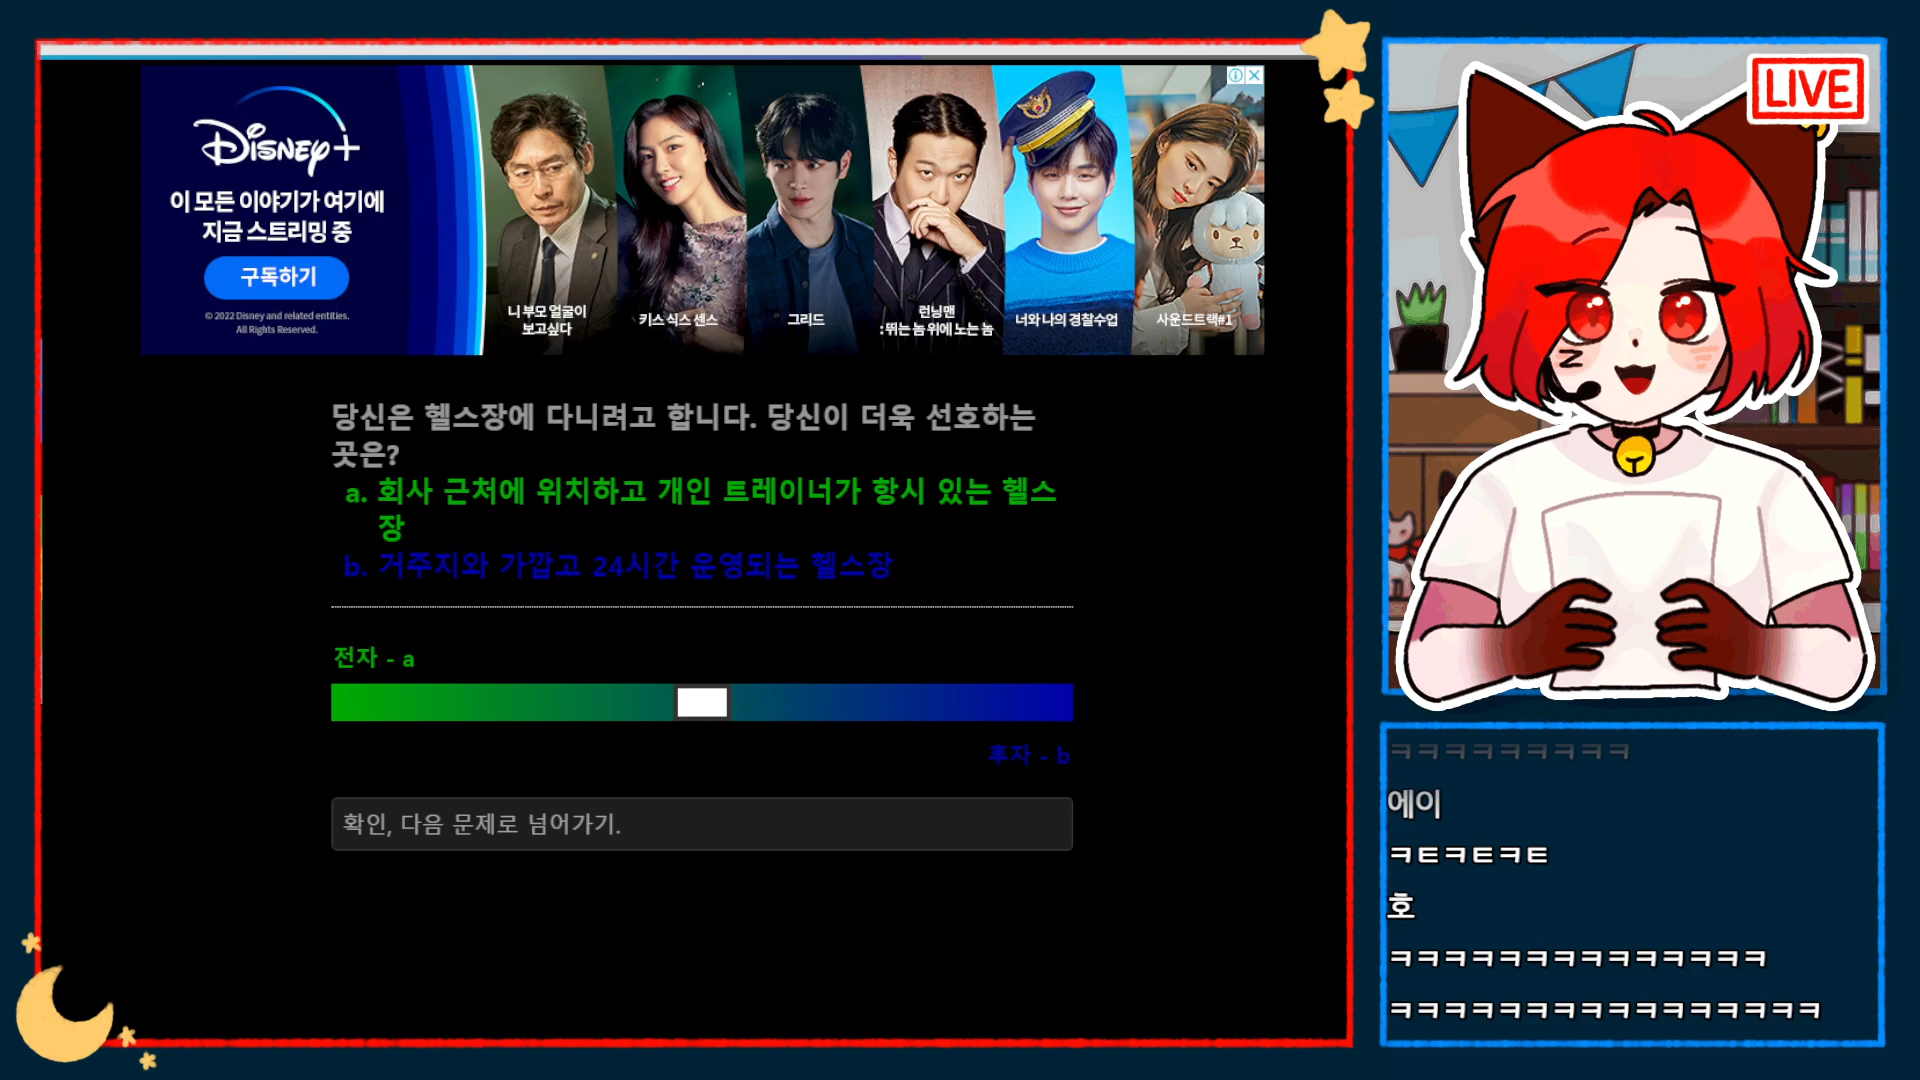 Disney+
이 모든 이야기가 여기에
지금 스트리밍 중
구독하기
© 2022 Disney and related entities.
All Rights Reserved.
니 부모 얼굴이
보고싶다
키스 식스 센스
그리드
런닝맨
: 뛰는 놈 위에 노는 놈
너와 나의 경찰수업
사운드트랙#1
LIVE
당신은 헬스장에 다니려고 합니다. 당신이 더욱 선호하는
곳은?
a. 회사 근처에 위치하고 개인 트레이너가 항시 있는 헬스
장
b. 거주지와 가깝고 24시간 운영되는 헬스장
전자 - a
후자 - b
확인, 다음 문제로 넘어가기.
ㅋㅋㅋㅋㅋㅋㅋㅋㅋ
에이
ㅋㅌㅋㅌㅋㅌ
호
ㅋㅋㅋㅋㅋㅋㅋㅋㅋㅋㅋㅋㅋㅋ
ㅋㅋㅋㅋㅋㅋㅋㅋㅋㅋㅋㅋㅋㅋㅋㅋ